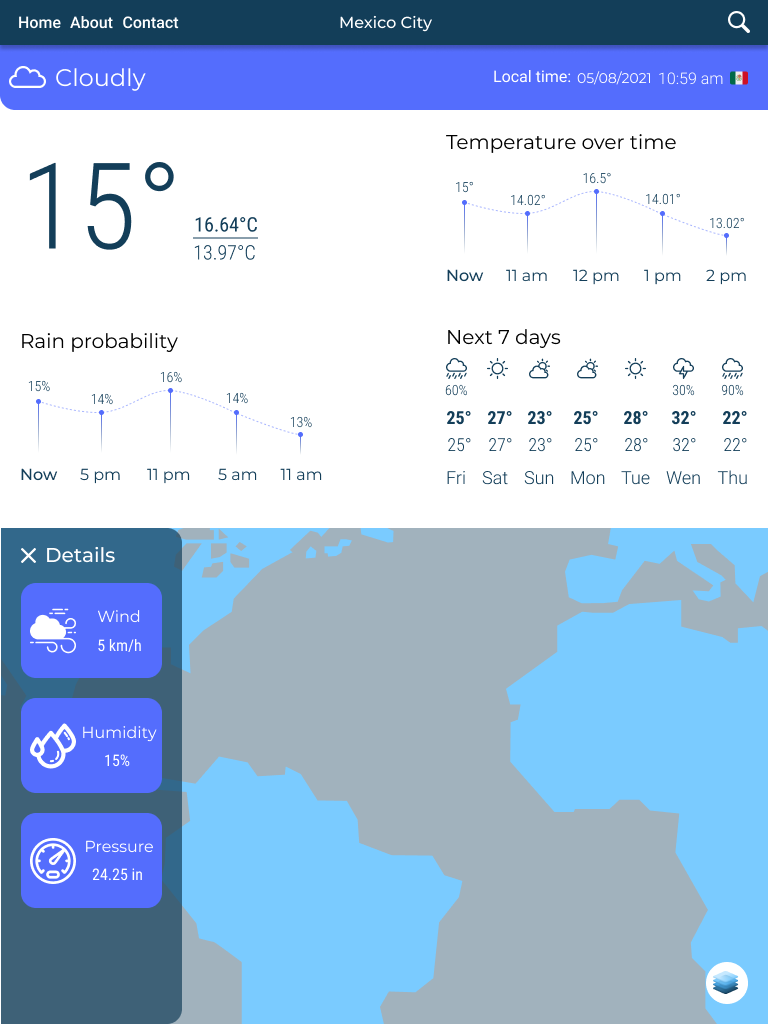 Home About Contact
Mexico City
Cloudly
Local time: 05/08/2021 10:59 am
15°
16.64°C
13.97°C
Temperature over time
15° 14.02° 16.5° 14.01° 13.02°
Now 11 am 12 pm 1 pm 2 pm
Rain probability
15% 14% 16% 14% 13%
Now 5 pm 11 pm 5 am 11 am
Next 7 days
60% 30% 90%
25° 27° 23° 25° 28° 32° 22°
25° 27° 23° 25° 28° 32° 22°
Fri Sat Sun Mon Tue Wen Thu
Details
Wind
5 km/h
Humidity
15%
Pressure
24.25 in